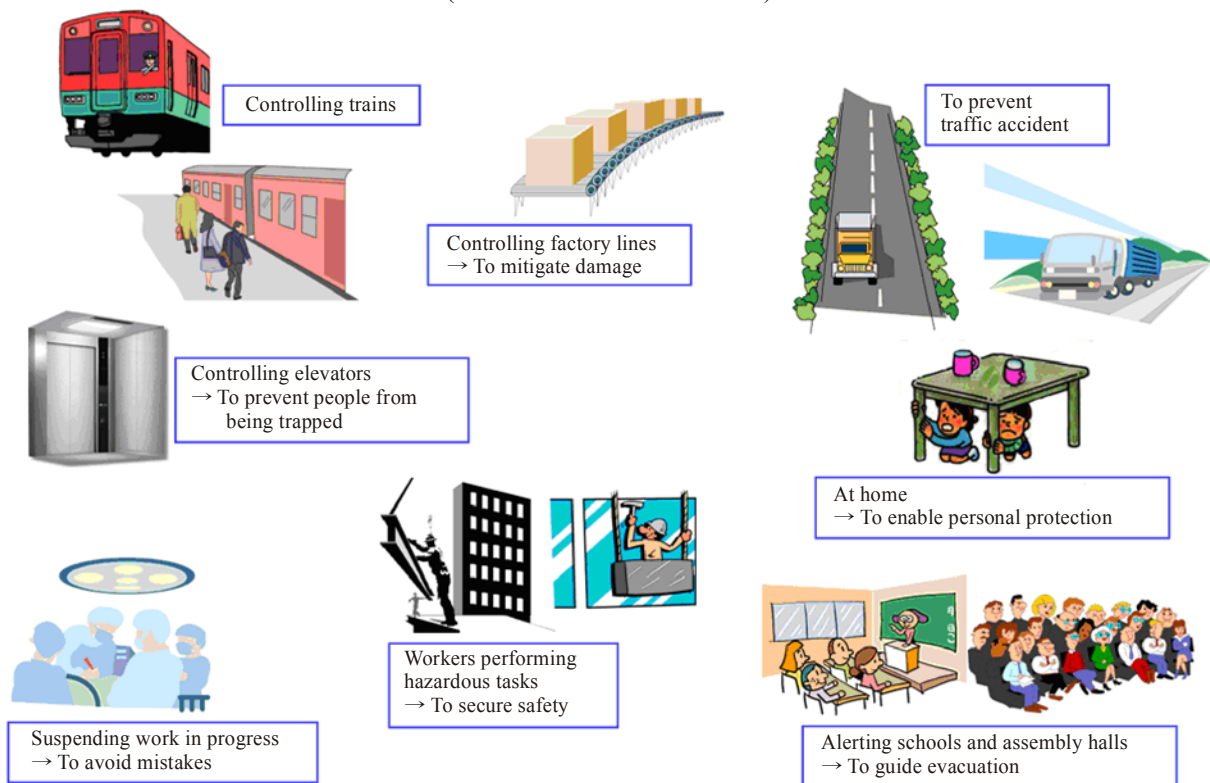 Controlling trains
To prevent
traffic accident
Controlling factory lines
→ To mitigate damage
Controlling elevators
→ To prevent people from
being trapped
At home
→ To enable personal protection
Workers performing
hazardous tasks
→ To secure safety
Suspending work in progress
→ To avoid mistakes
Alerting schools and assembly halls
→ To guide evacuation